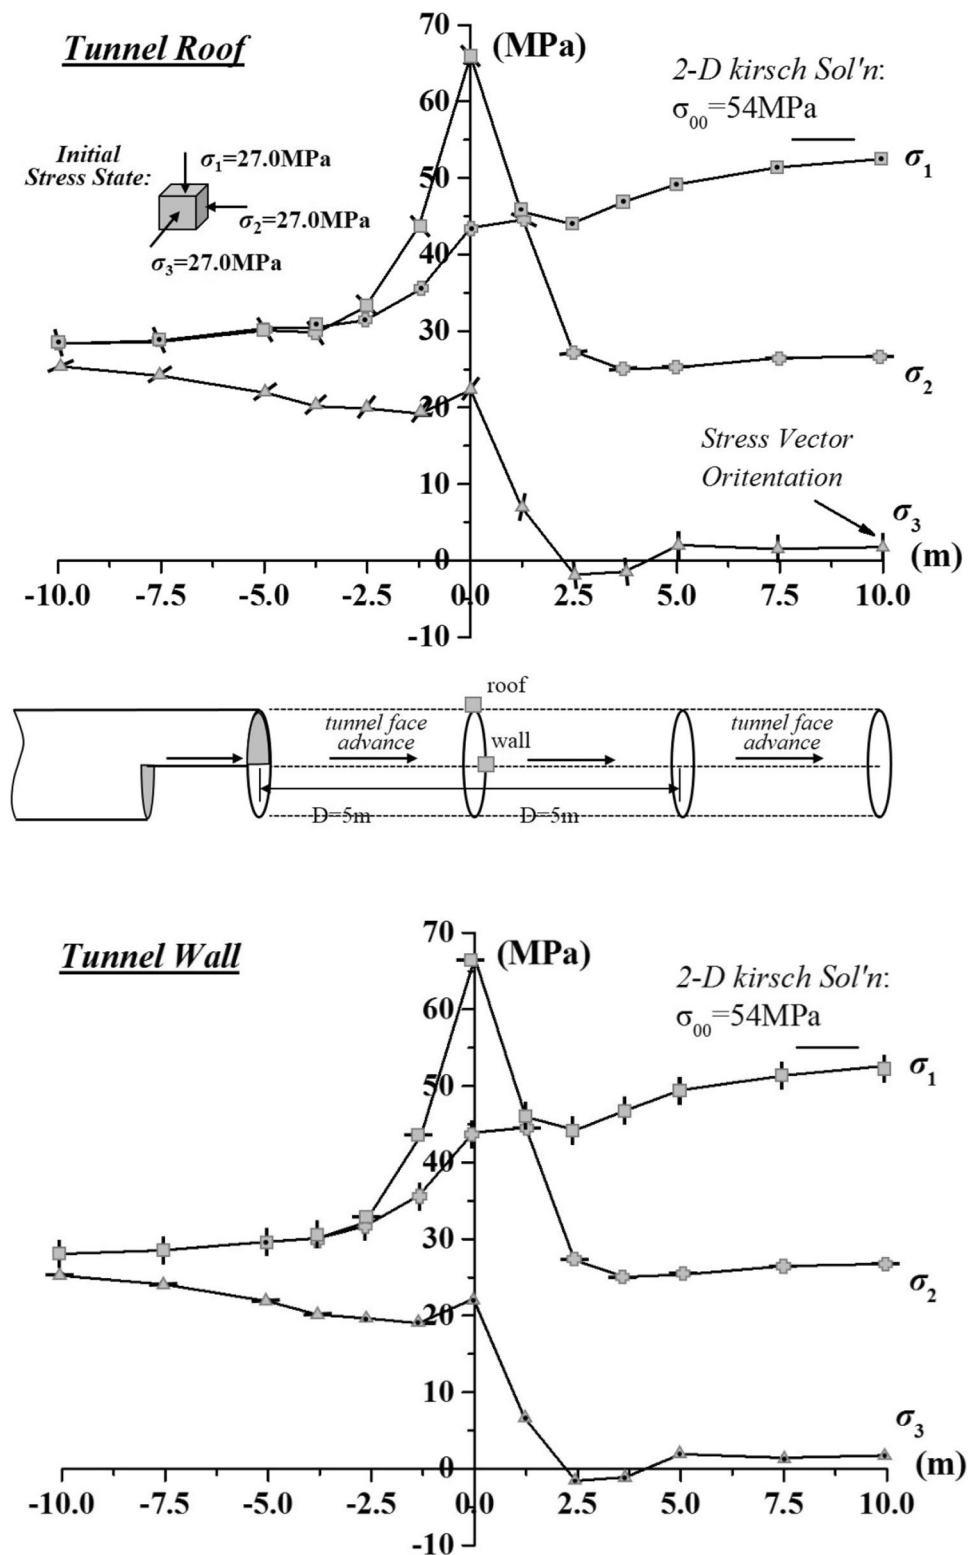 Tunnel Roof
(MPa)
2-D kirsch Sol'n:
σ00=54MPa
Initial
Stress State:
σ1=27.0MPa
σ2=27.0MPa
σ3=27.0MPa
70
60
50
40
30
20
10
0
-10
σ1
σ2
Stress Vector
Oritentation
σ3
(m)
-10.0 -7.5 -5.0 -2.5 0.0 2.5 5.0 7.5 10.0
roof
tunnel face
advance
wall
tunnel face
advance
D=5m D=5m
Tunnel Wall
(MPa)
2-D kirsch Sol'n:
σ00=54MPa
70
60
50
40
30
20
10
0
-10
σ1
σ2
σ3
(m)
-10.0 -7.5 -5.0 -2.5 0.0 2.5 5.0 7.5 10.0